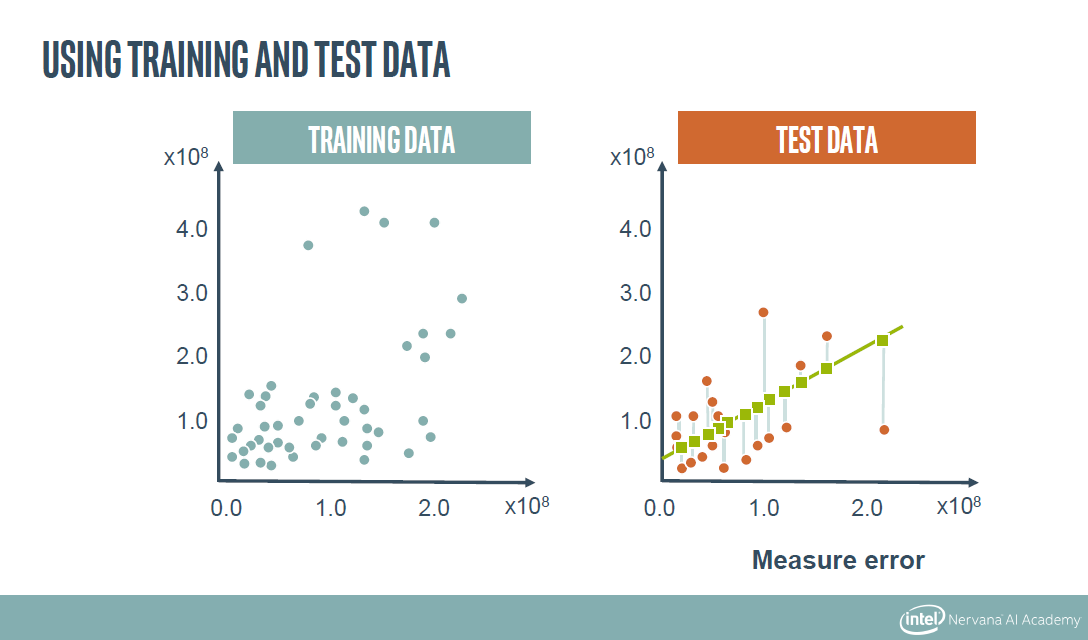 USING TRAINING AND TEST DATA
TRAINING DATA
x10⁸
4.0
3.0
2.0
1.0
0.0 1.0 2.0 x10⁸
TEST DATA
x10⁸
4.0
3.0
2.0
1.0
0.0 1.0 2.0 x10⁸
Measure error
intel Nervana™ AI Academy